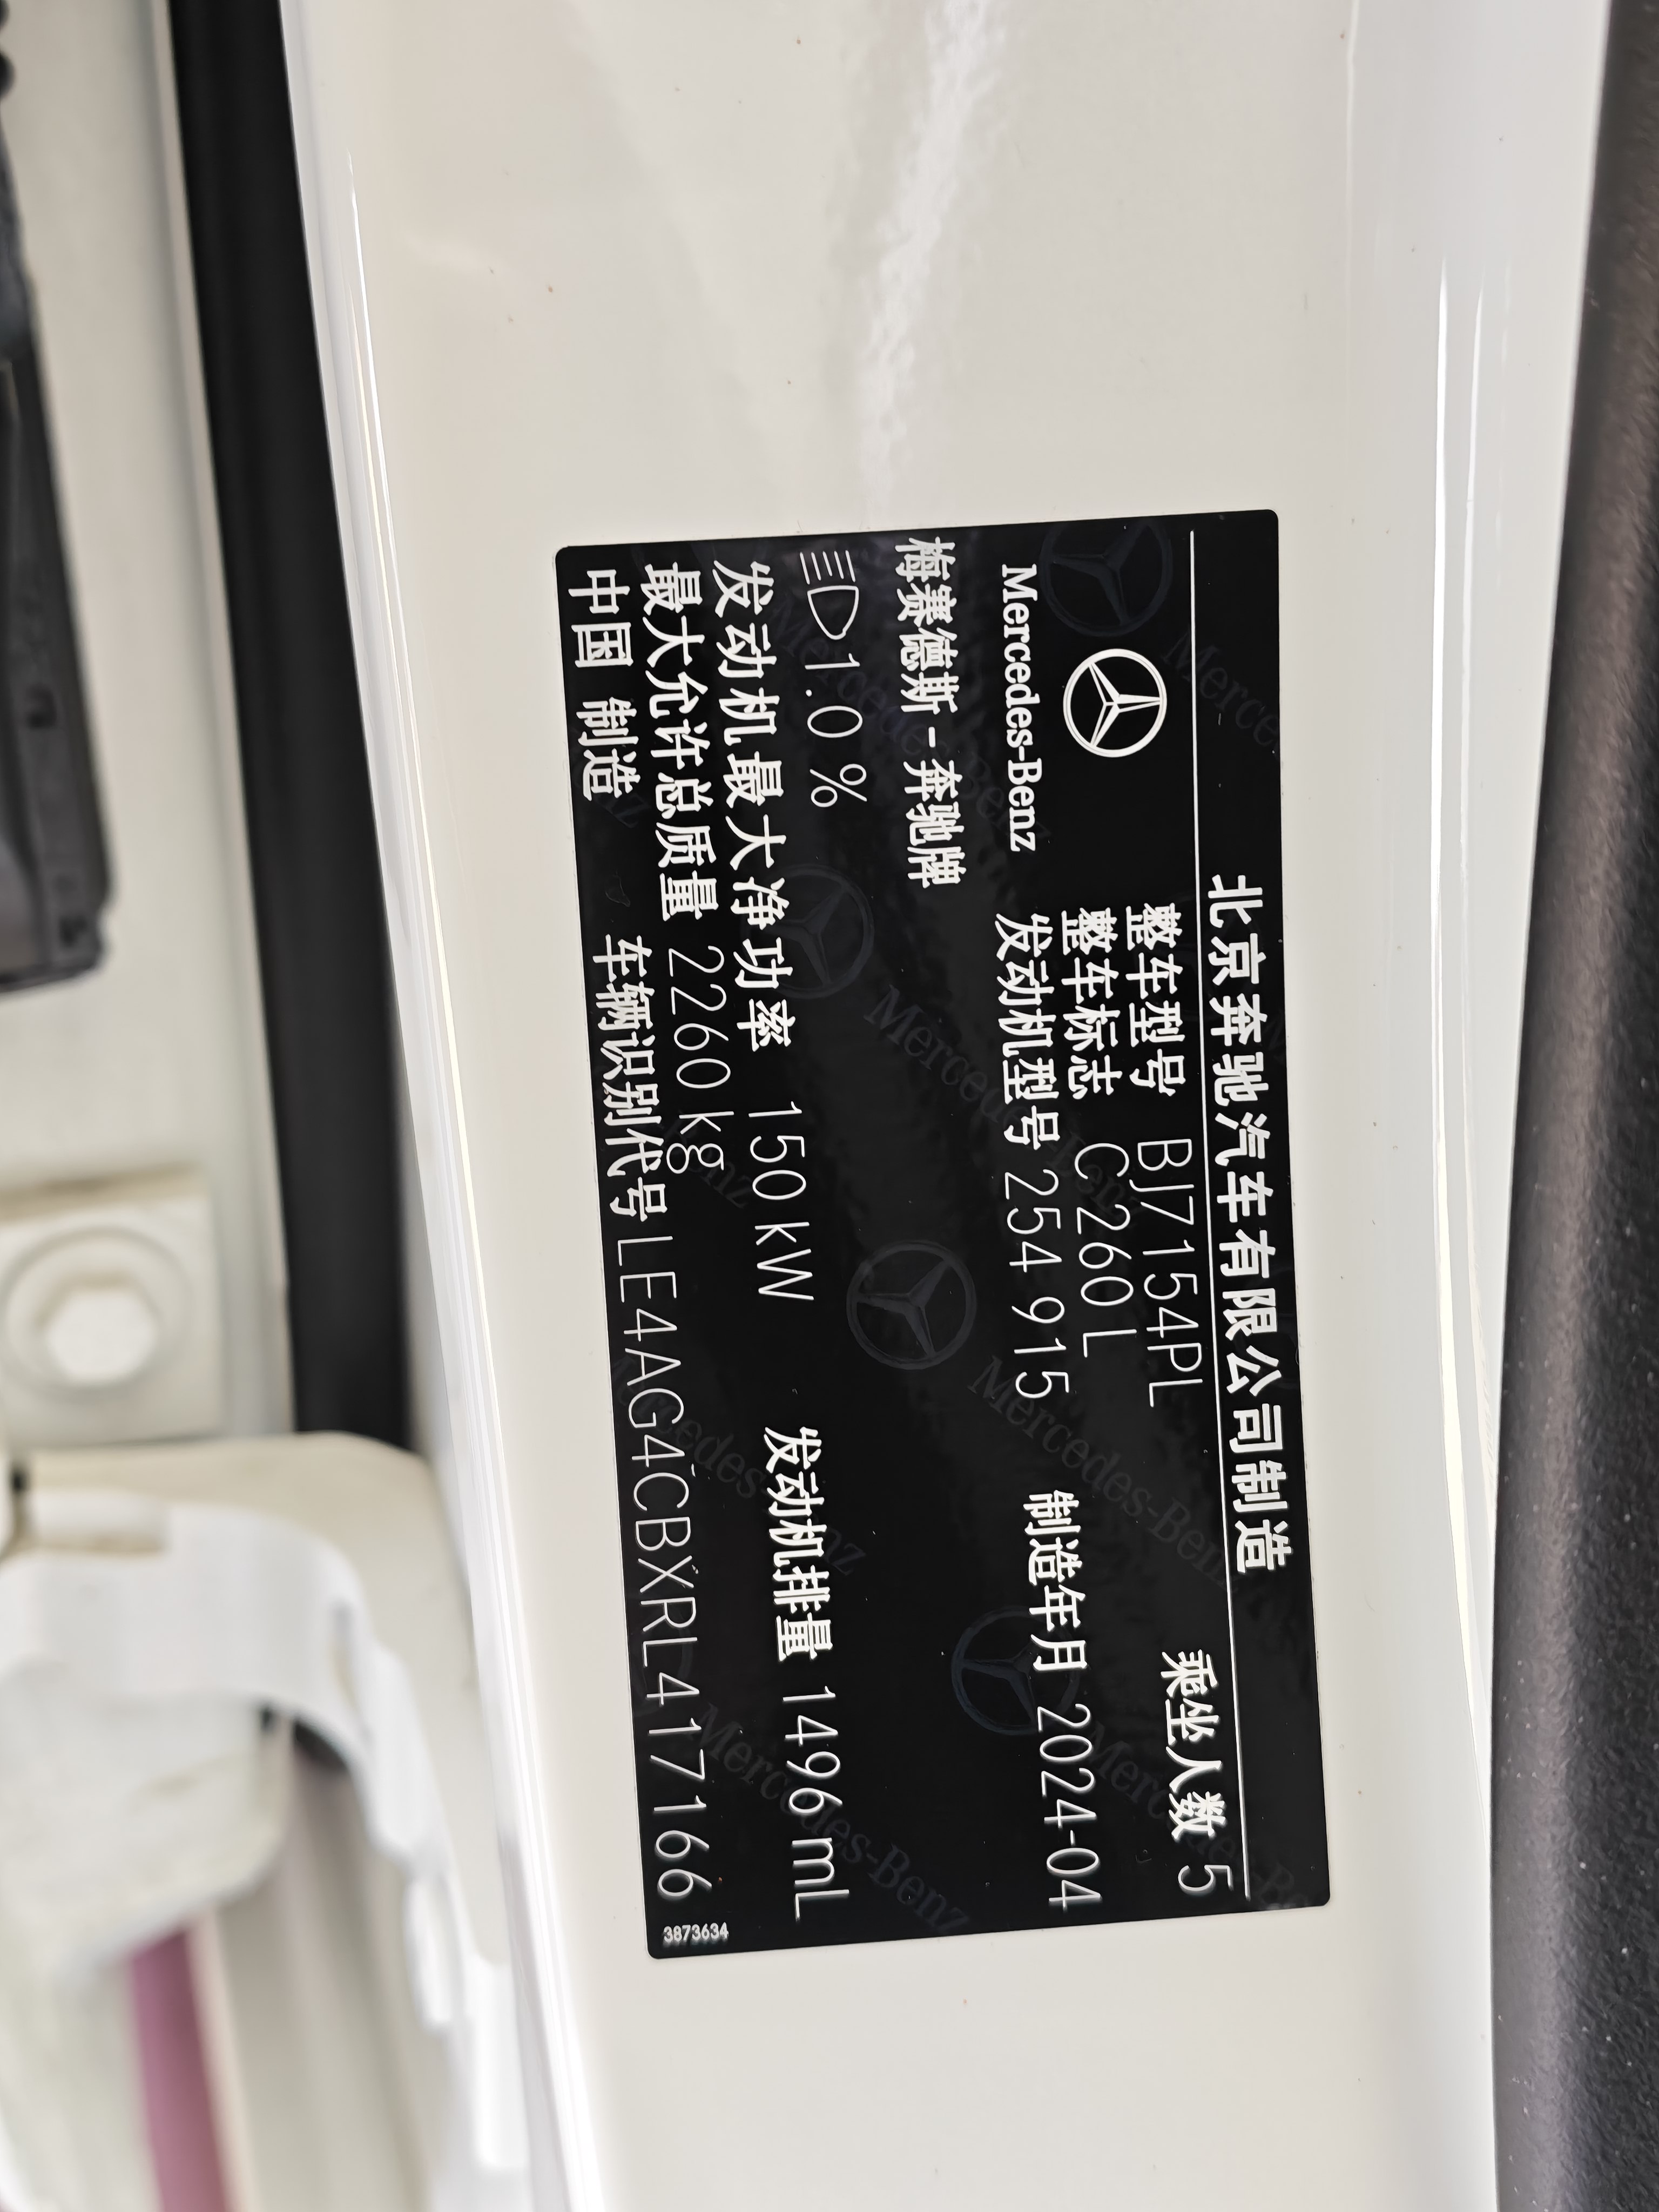 北京奔驰汽车有限公司制造
整车型号 BJ7154PL 乘坐人数 5
整车标志 C 260 L
Mercedes-Benz 发动机型号 254 915 制造年月 2024-04
梅赛德斯-奔驰牌
1.0 %
发动机最大净功率 150 kW 发动机排量 1496 mL
最大允许总质量 2260 kg
中国 制造 车辆识别代号 LE4AG4CBXRL417166
3873634